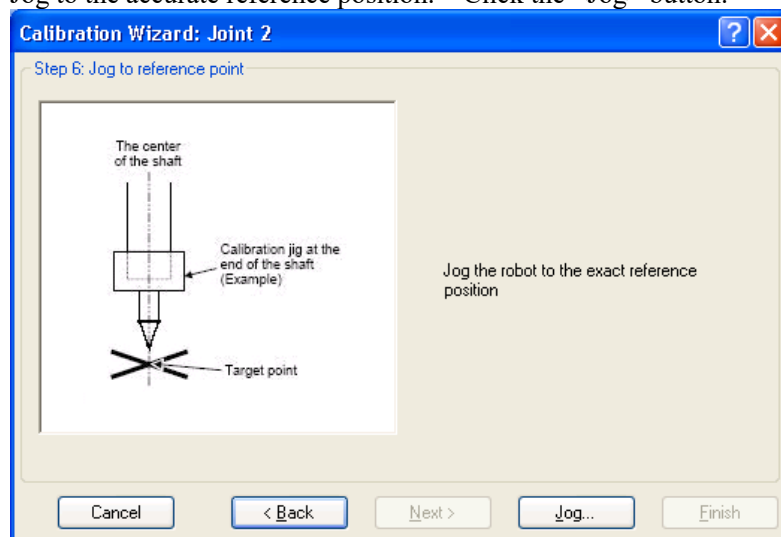 Jog to the accurate reference position. Click the "Jog" button.
Calibration Wizard: Joint 2
Step 6: Jog to reference point
The center
of the shaft
Calibration jig at the
end of the shaft
(Example)
Target point
Jog the robot to the exact reference
position
Cancel
< Back
Next >
Jog...
Finish